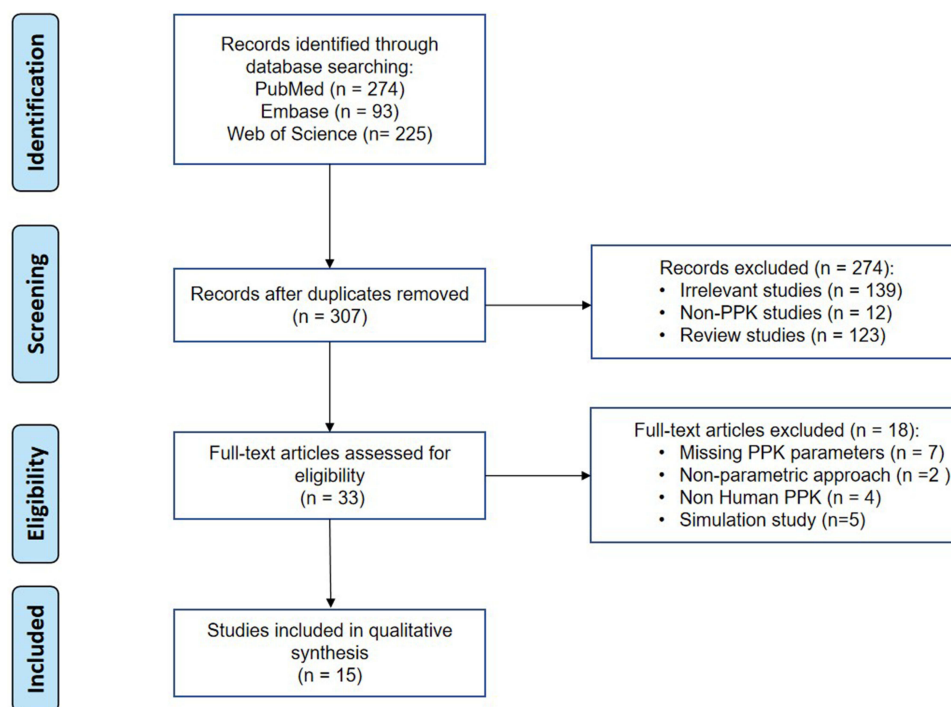 Identification
Records identified through
database searching:
PubMed (n = 274)
Embase (n = 93)
Web of Science (n= 225)
Screening
Records after duplicates removed
(n = 307)
Records excluded (n = 274):
• Irrelevant studies (n = 139)
• Non-PPK studies (n = 12)
• Review studies (n = 123)
Eligibility
Full-text articles assessed for
eligibility
(n = 33)
Full-text articles excluded (n = 18):
• Missing PPK parameters (n = 7)
• Non-parametric approach (n =2 )
• Non Human PPK (n = 4)
• Simulation study (n=5)
Included
Studies included in qualitative
synthesis
(n = 15)